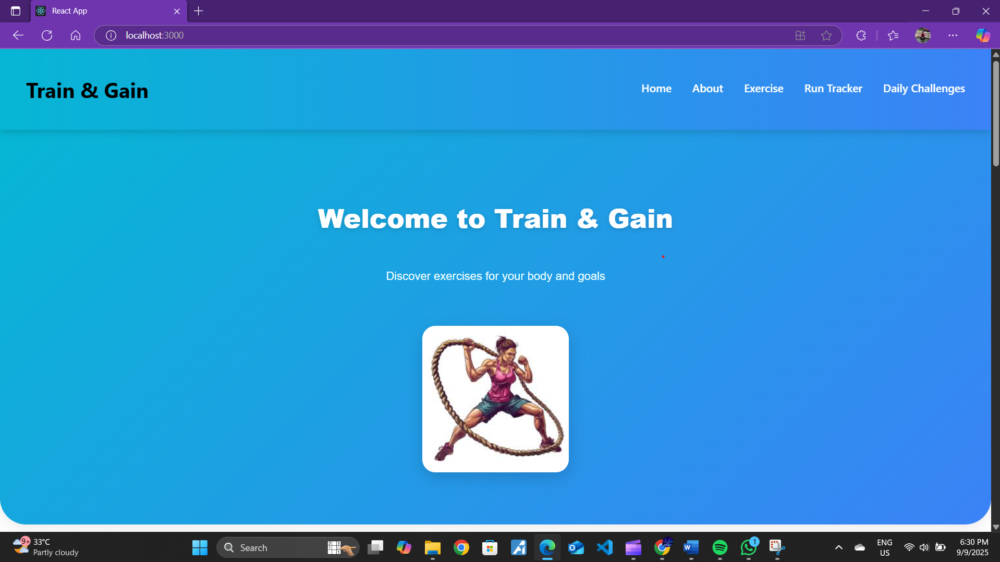 React App
localhost:3000
Train & Gain
Home About Exercise Run Tracker Daily Challenges
Welcome to Train & Gain
Discover exercises for your body and goals
9+
33°C
Partly cloudy
Search
1
ENG
US
6:30 PM
9/9/2025